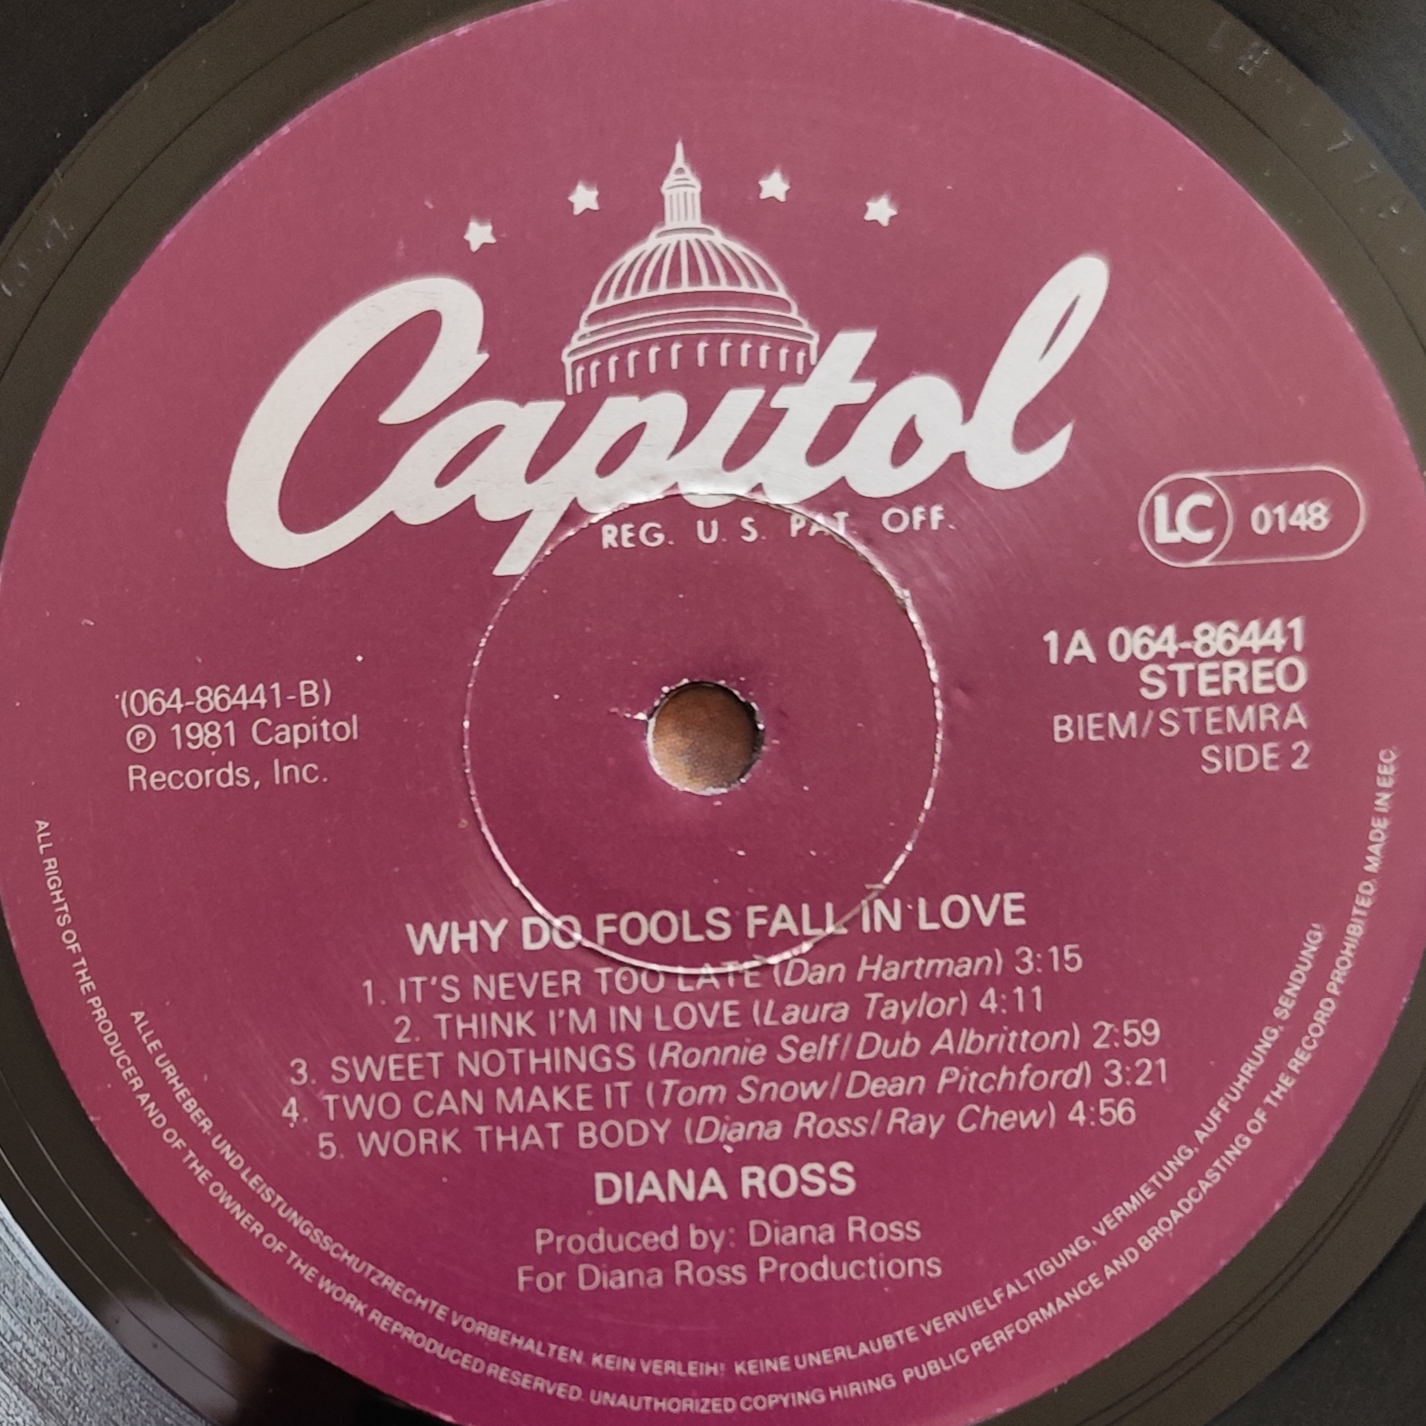 Capitol
REG. U. S. PAT. OFF.
LC 0148
1A 064-86441
STEREO
BIEM/STEMRA
SIDE 2
(064-86441-B)
℗ 1981 Capitol
Records, Inc.
WHY DO FOOLS FALL IN LOVE
1. IT'S NEVER TOO LATE (Dan Hartman) 3:15
2. THINK I'M IN LOVE (Laura Taylor) 4:11
3. SWEET NOTHINGS (Ronnie Self/Dub Albritton) 2:59
4. TWO CAN MAKE IT (Tom Snow/Dean Pitchford) 3:21
5. WORK THAT BODY (Diana Ross/Ray Chew) 4:56
DIANA ROSS
Produced by: Diana Ross
For Diana Ross Productions
ALLE URHEBER- UND LEISTUNGSSCHUTZRECHTE VORBEHALTEN. KEIN VERLEIH! KEINE UNERLAUBTE VERVIELFALTIGUNG, VERMIETUNG, AUFFUHRUNG, SENDUNG!
ALL RIGHTS OF THE PRODUCER AND OF THE OWNER OF THE WORK REPRODUCED RESERVED. UNAUTHORIZED COPYING HIRING PUBLIC PERFORMANCE AND BROADCASTING OF THE RECORD PROHIBITED. MADE IN EEC.